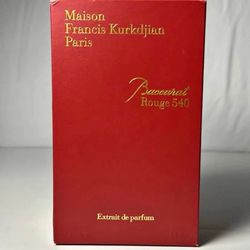 Maison
Francis Kurkdjian
Paris
Baccarat
Rouge 540
Extrait de parfum